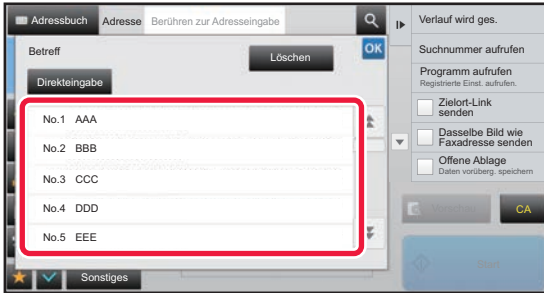 Adressbuch
Adresse
Berühren zur Adresseingabe
Verlauf wird ges.
Betreff
Löschen
OK
Suchnummer aufrufen
Direkteingabe
Programm aufrufen
Registrierte Einst. aufrufen.
No.1 AAA
Zielort-Link
senden
No.2 BBB
Dasselbe Bild wie
Faxadresse senden
No.3 CCC
Offene Ablage
Daten vorüberg. speichern
No.4 DDD
CA
No.5 EEE
Sonstiges